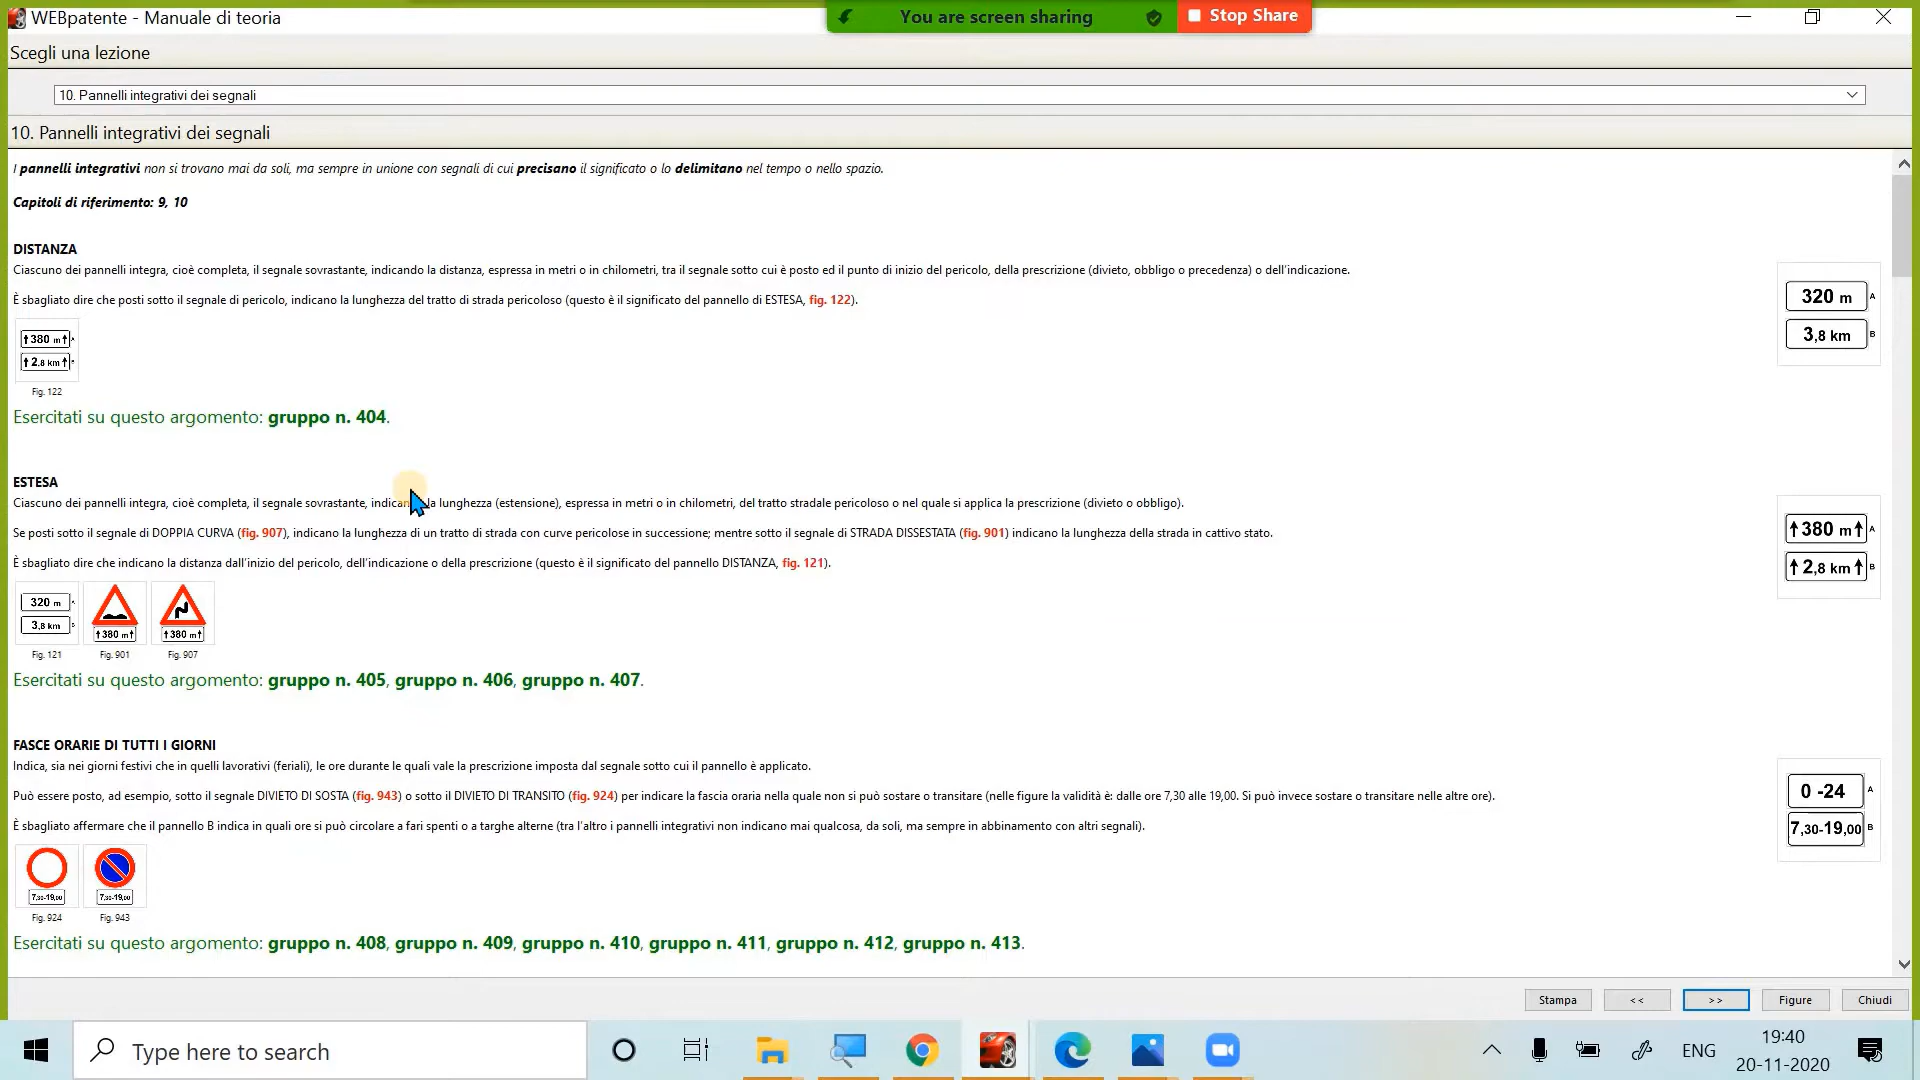 WEBpatente - Manuale di teoria
You are screen sharing
Stop Share
Scegli una lezione
10. Pannelli integrativi dei segnali
10. Pannelli integrativi dei segnali
I pannelli integrativi non si trovano mai da soli, ma sempre in unione con segnali di cui precisano il significato o lo delimitano nel tempo o nello spazio.
Capitoli di riferimento: 9, 10
DISTANZA
Ciascuno dei pannelli integra, cioè completa, il segnale sovrastante, indicando la distanza, espressa in metri o in chilometri, tra il segnale sotto cui è posto ed il punto di inizio del pericolo, della prescrizione (divieto, obbligo o precedenza) o dell'indicazione.
È sbagliato dire che posti sotto il segnale di pericolo, indicano la lunghezza del tratto di strada pericoloso (questo è il significato del pannello di ESTESA, fig. 122).
320 m A
3,8 km B
380 m
2,8 km
Fig. 122
Esercitati su questo argomento: gruppo n. 404.
ESTESA
Ciascuno dei pannelli integra, cioè completa, il segnale sovrastante, indican la lunghezza (estensione), espressa in metri o in chilometri, del tratto stradale pericoloso o nel quale si applica la prescrizione (divieto o obbligo).
Se posti sotto il segnale di DOPPIA CURVA (fig. 907), indicano la lunghezza di un tratto di strada con curve pericolose in successione; mentre sotto il segnale di STRADA DISSESTATA (fig. 901) indicano la lunghezza della strada in cattivo stato.
È sbagliato dire che indicano la distanza dall'inizio del pericolo, dell'indicazione o della prescrizione (questo è il significato del pannello DISTANZA, fig. 121).
380 m A
2,8 km B
320 m
3,8 km
380 m
380 m
Fig. 121
Fig. 901
Fig. 907
Esercitati su questo argomento: gruppo n. 405, gruppo n. 406, gruppo n. 407.
FASCE ORARIE DI TUTTI I GIORNI
Indica, sia nei giorni festivi che in quelli lavorativi (feriali), le ore durante le quali vale la prescrizione imposta dal segnale sotto cui il pannello è applicato.
Può essere posto, ad esempio, sotto il segnale DIVIETO DI SOSTA (fig. 943) o sotto il DIVIETO DI TRANSITO (fig. 924) per indicare la fascia oraria nella quale non si può sostare o transitare (nelle figure la validità è: dalle ore 7,30 alle 19,00. Si può invece sostare o transitare nelle altre ore).
È sbagliato affermare che il pannello B indica in quali ore si può circolare a fari spenti o a targhe alterne (tra l'altro i pannelli integrativi non indicano mai qualcosa, da soli, ma sempre in abbinamento con altri segnali).
0 -24 A
7,30-19,00 B
7,30-19,00
7,30-19,00
Fig. 924
Fig. 943
Esercitati su questo argomento: gruppo n. 408, gruppo n. 409, gruppo n. 410, gruppo n. 411, gruppo n. 412, gruppo n. 413.
Stampa
<<
>>
Figure
Chiudi
Type here to search
ENG
19:40
20-11-2020